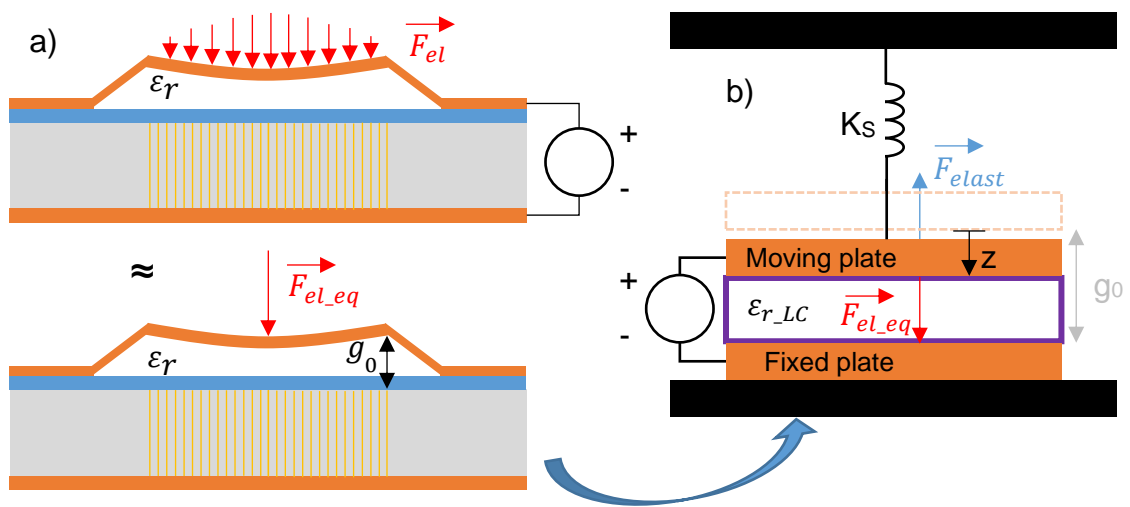 a)
F_el
ε_r
+
-
≈
F_el_eq
ε_r
g_0
b)
K_S
F_elast
Moving plate
z
g_0
+
-
ε_r_LC
F_el_eq
Fixed plate